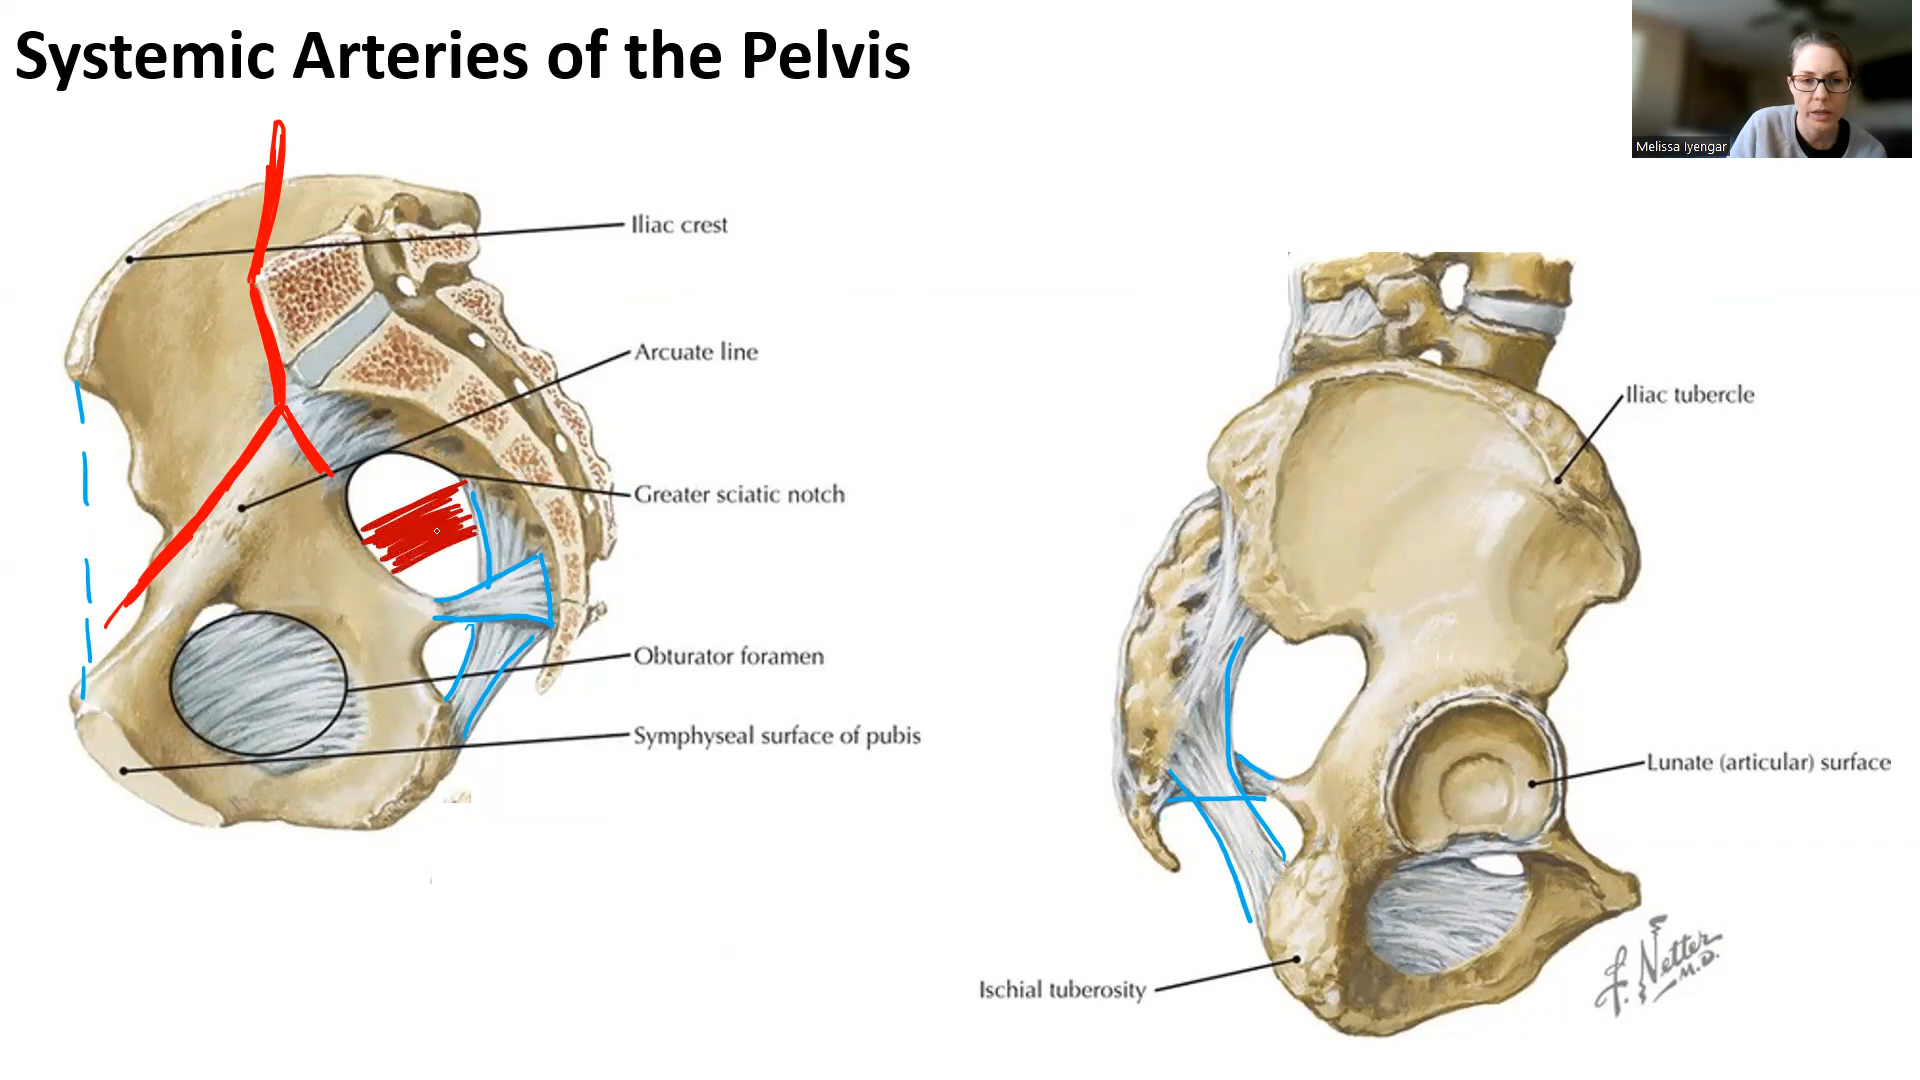 Systemic Arteries of the Pelvis
Melissa Iyengar
Iliac crest
Arcuate line
Greater sciatic notch
Obturator foramen
Symphyseal surface of pubis
Iliac tubercle
Lunate (articular) surface
Ischial tuberosity
F. Netter
M.D.